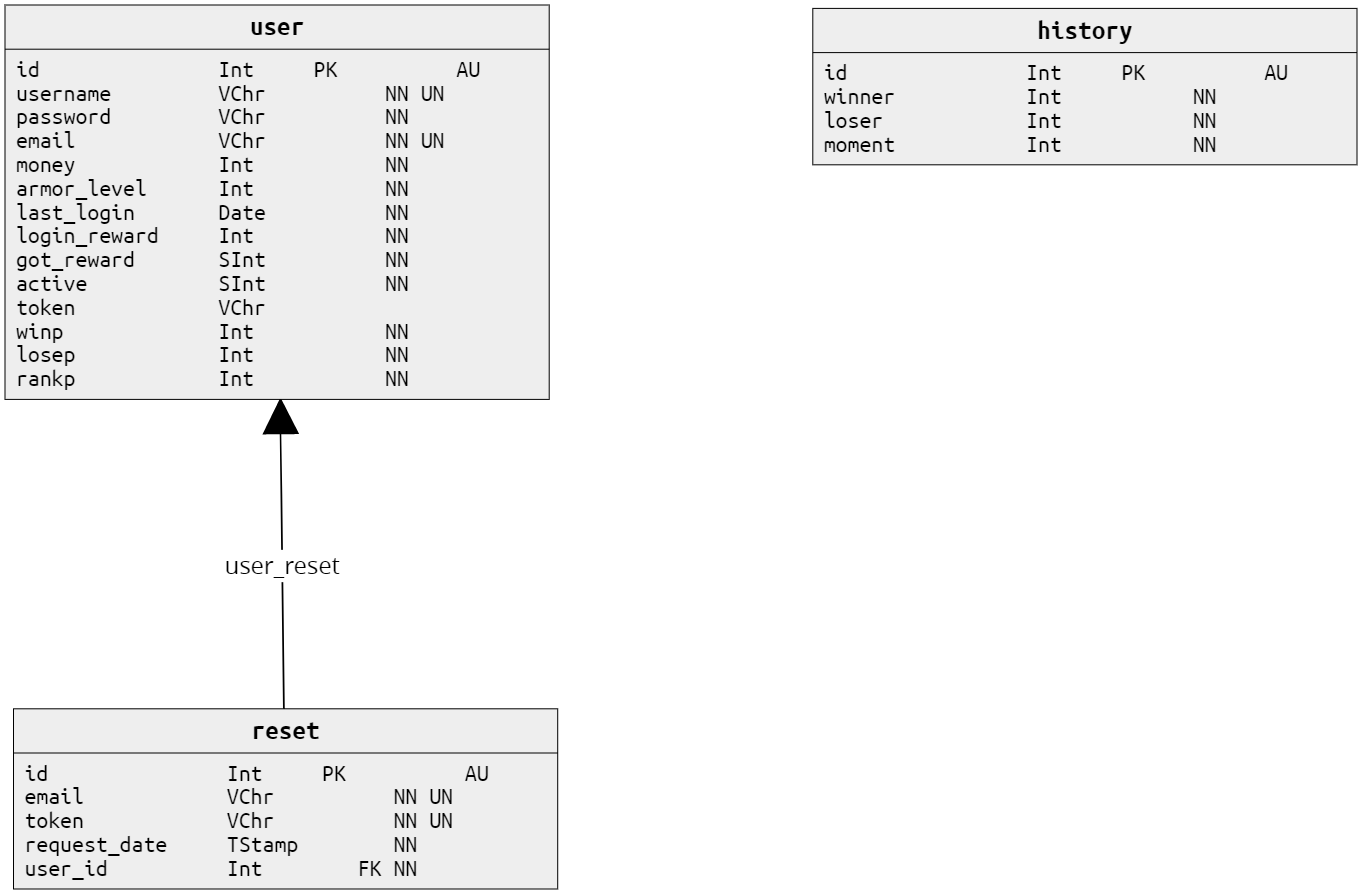 user
id Int PK AU
username VChr NN UN
password VChr NN
email VChr NN UN
money Int NN
armor_level Int NN
last_login Date NN
login_reward Int NN
got_reward SInt NN
active SInt NN
token VChr
winp Int NN
losep Int NN
rankp Int NN
history
id Int PK AU
winner Int NN
loser Int NN
moment Int NN
user_reset
reset
id Int PK AU
email VChr NN UN
token VChr NN UN
request_date TStamp NN
user_id Int FK NN